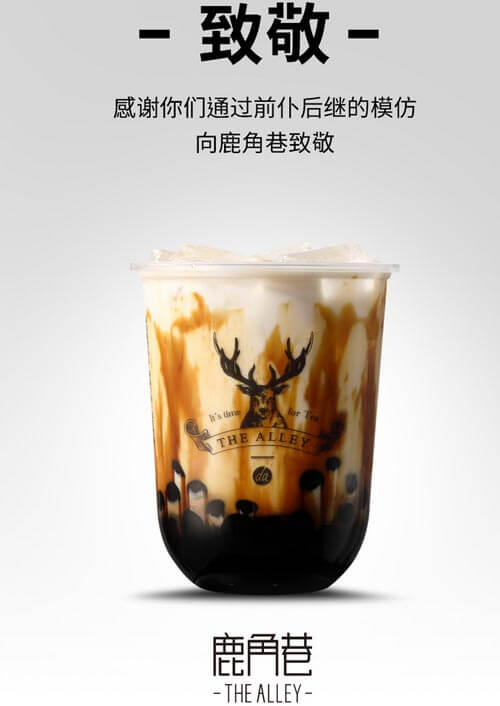 - 致敬 -
感谢你们通过前仆后继的模仿
向鹿角巷致敬
It's time for Tea
THE ALLEY
da
鹿角巷
- THE ALLEY -